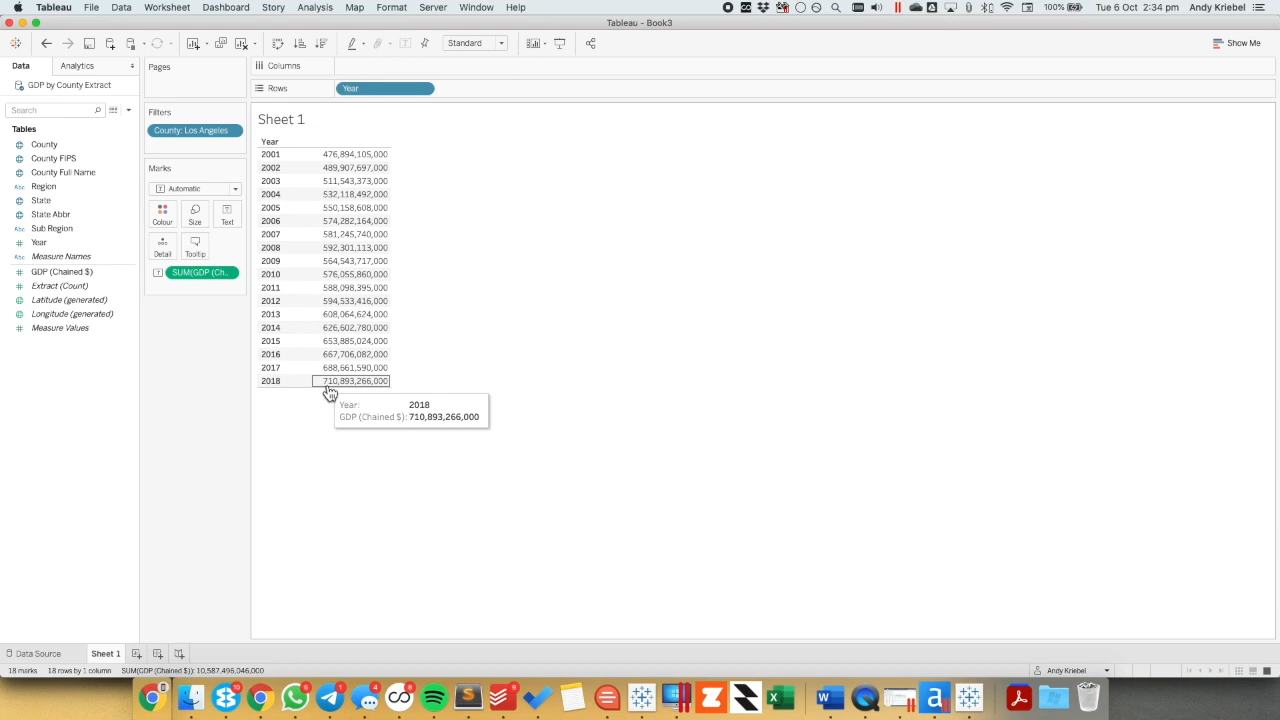 Tableau File Data Worksheet Dashboard Story Analysis Map Format Server Window Help 100% Tue 6 Oct 2:34 pm Andy Kriebel
Tableau - Book3
Standard Show Me
Data Analytics Pages Columns
GDP by County Extract Rows Year
Search Filters Sheet 1
Tables County: Los Angeles
County
County FIPS
County Full Name
Region
State
State Abbr
Sub Region
Year
Measure Names
GDP (Chained $)
Extract (Count)
Latitude (generated)
Longitude (generated)
Measure Values
Marks
Automatic
Colour Size Text
Detail Tooltip
SUM(GDP (Ch..
Year
2001 476,894,105,000
2002 489,907,697,000
2003 511,543,373,000
2004 532,118,492,000
2005 550,158,608,000
2006 574,282,164,000
2007 581,245,740,000
2008 592,301,113,000
2009 564,543,717,000
2010 576,055,860,000
2011 588,098,395,000
2012 594,533,416,000
2013 608,064,624,000
2014 626,602,780,000
2015 653,885,024,000
2016 667,706,082,000
2017 688,661,590,000
2018 710,893,266,000
Year: 2018
GDP (Chained $): 710,893,266,000
Data Source Sheet 1
18 marks 18 rows by 1 column SUM(GDP (Chained $)): 10,587,496,046,000 Andy Kriebel